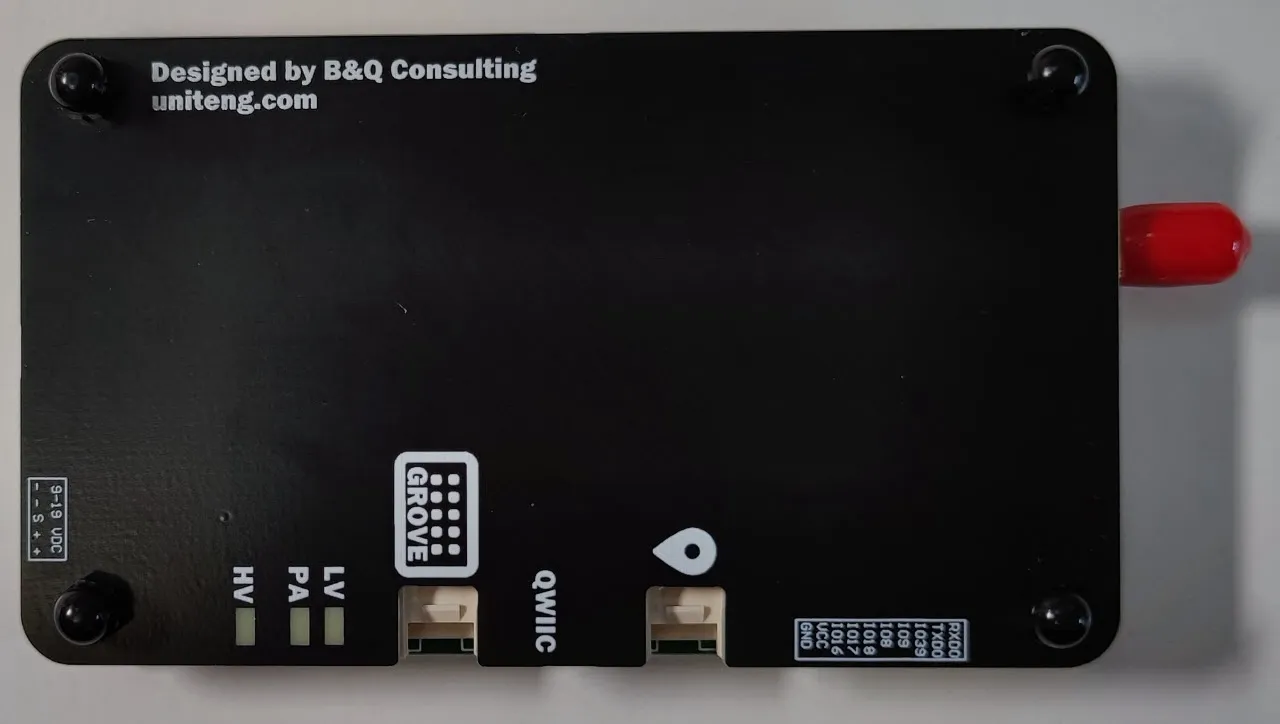 Designed by B&Q Consulting
uniteng.com
GROVE
9-19 VDC
- - S + +
HV
PA
LV
QWIIC
RXD0
TXD0
IO39
IO9
IO8
IO18
IO17
IO16
VCC
GND